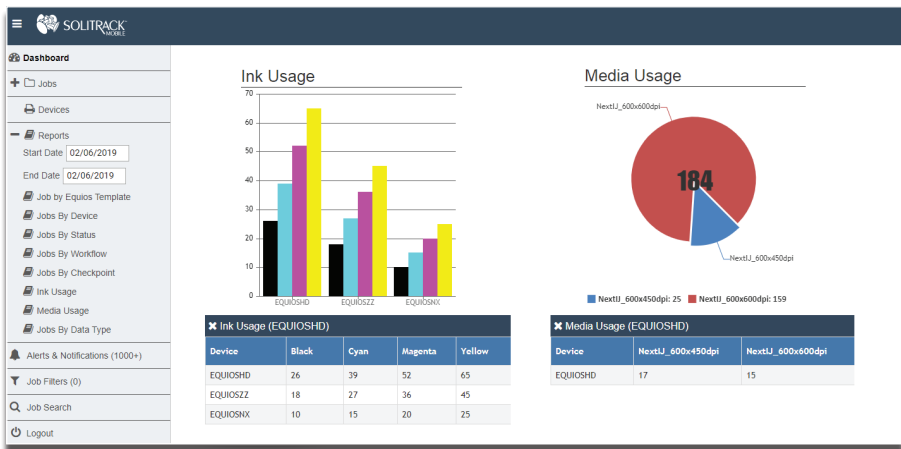 SOLITRACK
MOBILE
Dashboard
Jobs
Devices
Reports
Start Date 02/06/2019
End Date 02/06/2019
Job by Equios Template
Jobs By Device
Jobs By Status
Jobs By Workflow
Jobs By Checkpoint
Ink Usage
Media Usage
Jobs By Data Type
Alerts & Notifications (1000+)
Job Filters (0)
Job Search
Logout
Ink Usage
70
60
50
40
30
20
10
0
EQUIOSHD EQUIOSZZ EQUIOSNX
Ink Usage (EQUIOSHD)
Device Black Cyan Magenta Yellow
EQUIOSHD 26 39 52 65
EQUIOSZZ 18 27 36 45
EQUIOSNX 10 15 20 25
Media Usage
NextIJ_600x600dpi
184
NextIJ_600x450dpi
NextIJ_600x450dpi: 25 NextIJ_600x600dpi: 159
Media Usage (EQUIOSHD)
Device NextIJ_600x450dpi NextIJ_600x600dpi
EQUIOSHD 17 15